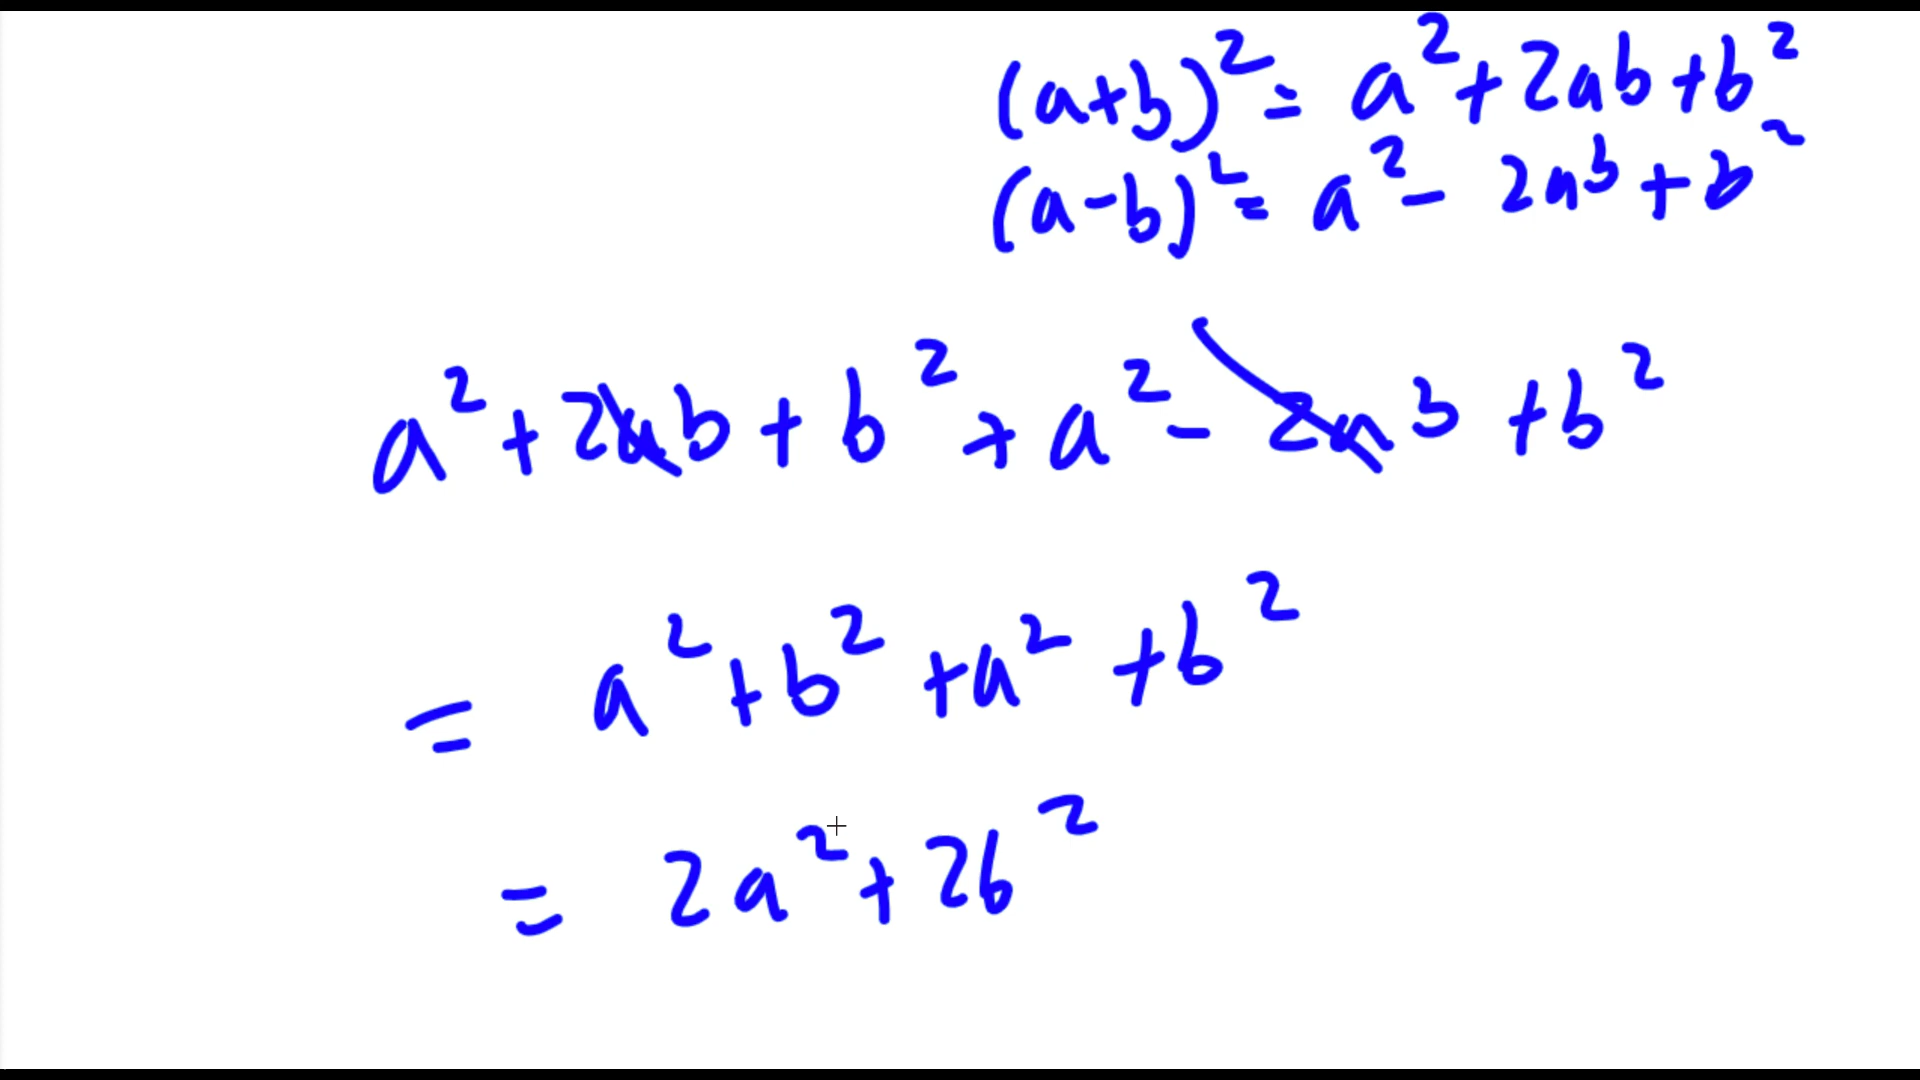 (a+b)² = a² + 2ab + b²
(a-b)² = a² - 2ab + b²
a² + 2ab + b² + a² - 2ab + b²
= a² + b² + a² + b²
= 2a² + 2b²